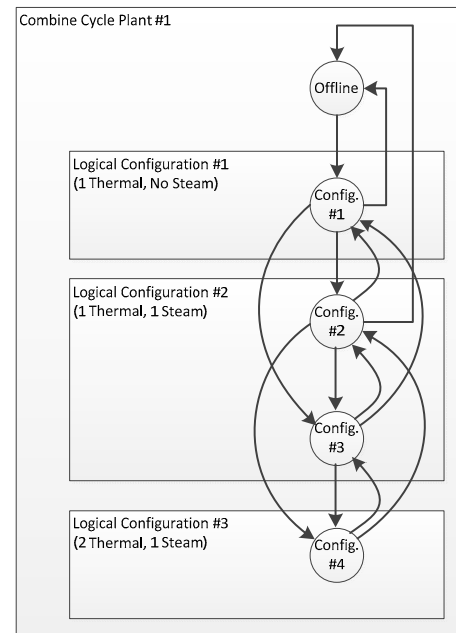 Combine Cycle Plant #1
Offline
Logical Configuration #1
(1 Thermal, No Steam)
Config.
#1
Logical Configuration #2
(1 Thermal, 1 Steam)
Config.
#2
Config.
#3
Logical Configuration #3
(2 Thermal, 1 Steam)
Config.
#4